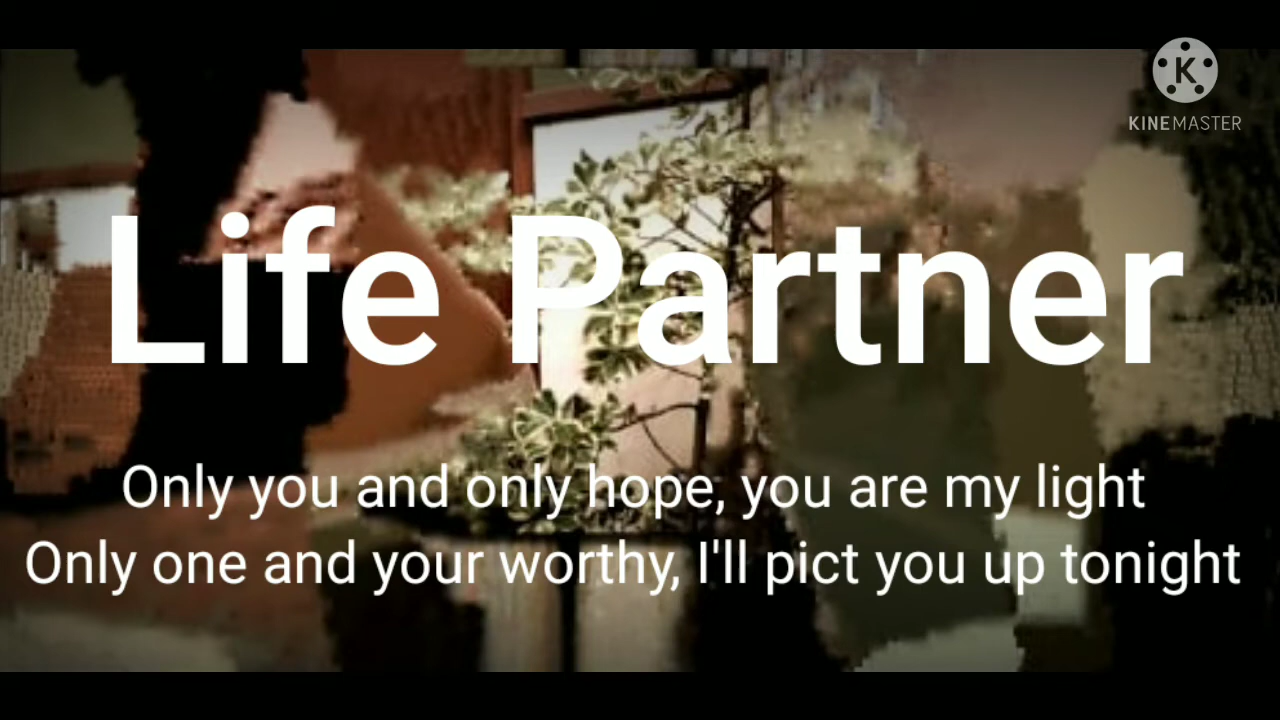 KINEMASTER
Life Partner
Only you and only hope, you are my light
Only one and your worthy, I'll pict you up tonight